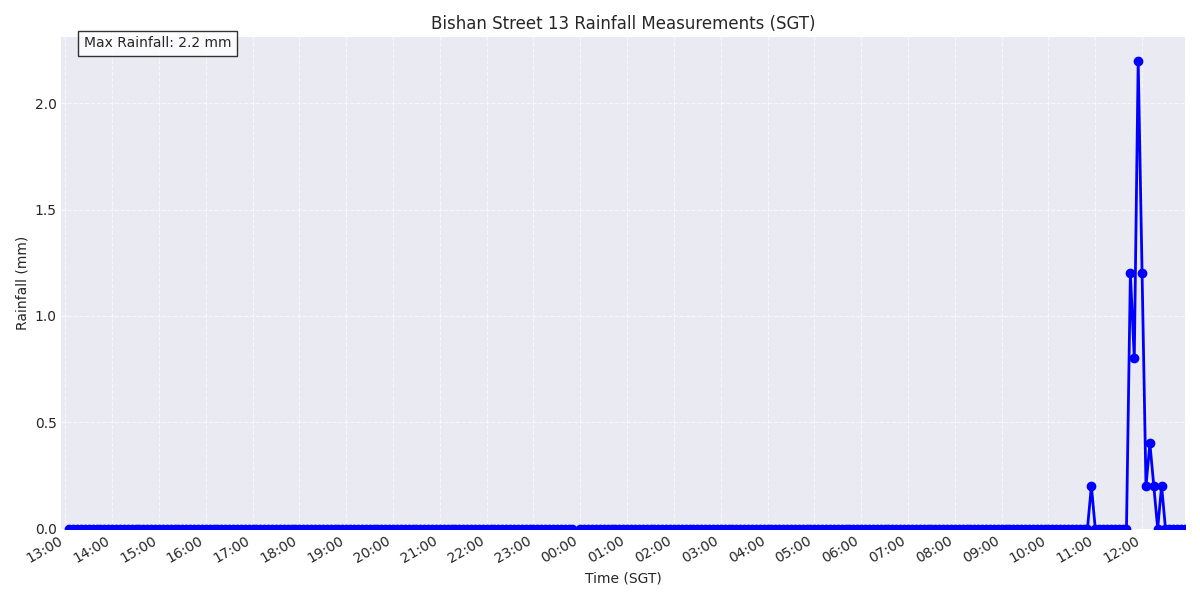 Bishan Street 13 Rainfall Measurements (SGT)
Max Rainfall: 2.2 mm
2.0
1.5
1.0
0.5
0.0
Rainfall (mm)
13:00 14:00 15:00 16:00 17:00 18:00 19:00 20:00 21:00 22:00 23:00 00:00 01:00 02:00 03:00 04:00 05:00 06:00 07:00 08:00 09:00 10:00 11:00 12:00
Time (SGT)